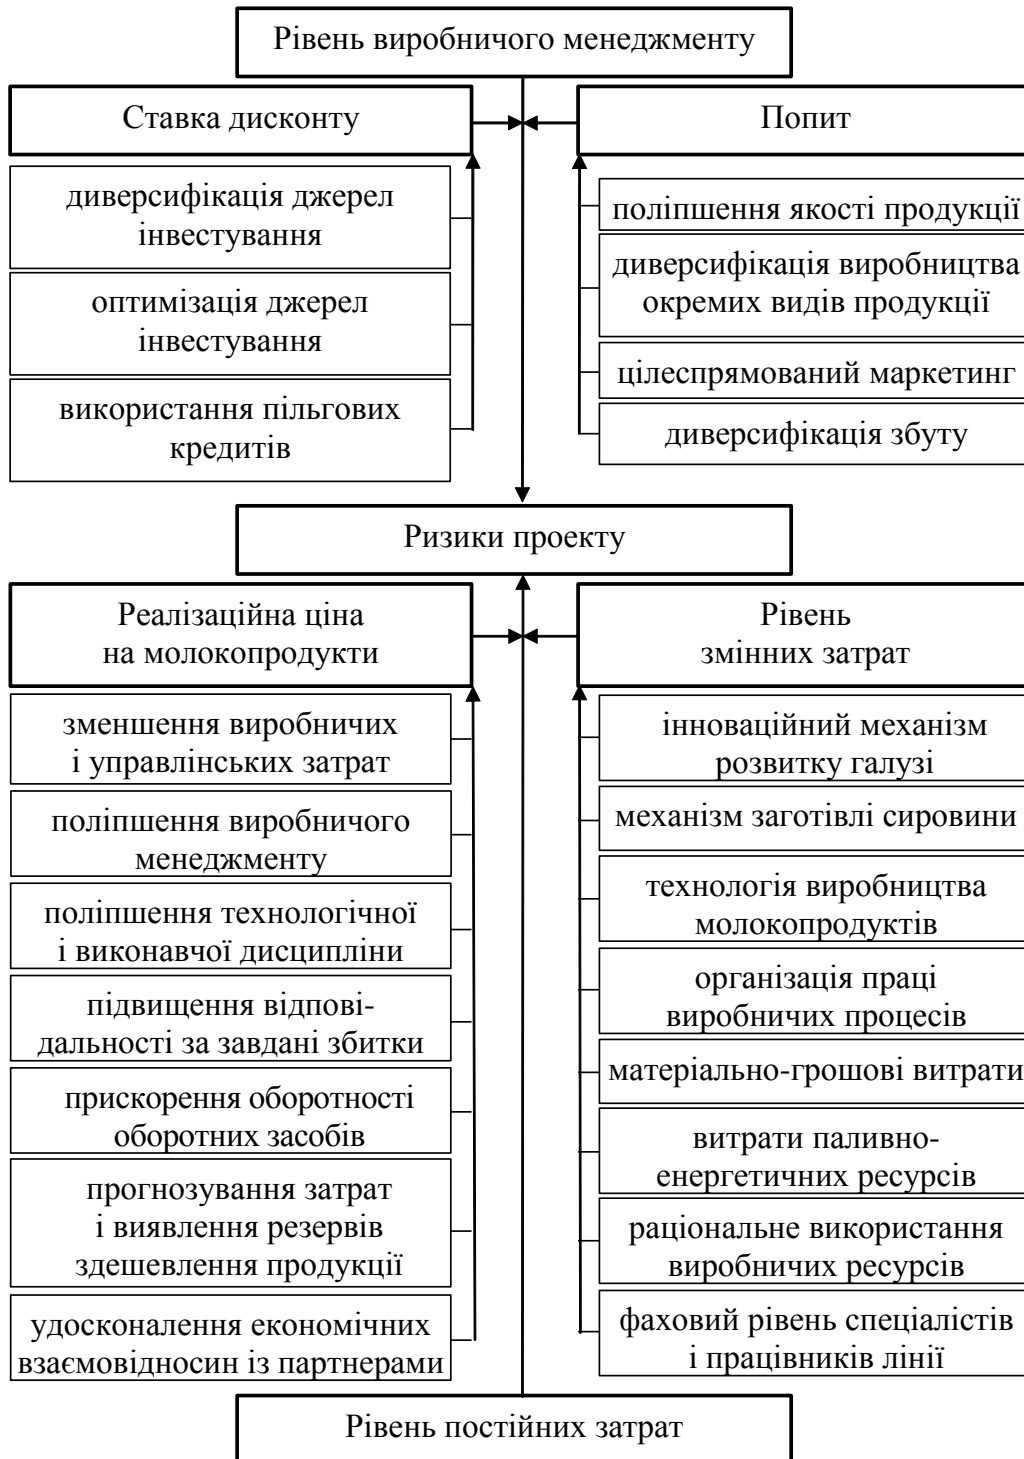 Рівень виробничого менеджменту
Ставка дисконту
Попит
диверсифікація джерел
інвестування
оптимізація джерел
інвестування
використання пільгових
кредитів
поліпшення якості продукції
диверсифікація виробництва
окремих видів продукції
цілеспрямований маркетинг
диверсифікація збуту
Ризики проекту
Реалізаційна ціна
на молокопродукти
Рівень
змінних затрат
зменшення виробничих
і управлінських затрат
поліпшення виробничого
менеджменту
поліпшення технологічної
і виконавчої дисципліни
підвищення відпові-
дальності за завдані збитки
прискорення оборотності
оборотних засобів
прогнозування затрат
і виявлення резервів
здешевлення продукції
удосконалення економічних
взаємовідносин із партнерами
інноваційний механізм
розвитку галузі
механізм заготівлі сировини
технологія виробництва
молокопродуктів
організація праці
виробничих процесів
матеріально-грошові витрати
витрати паливно-
енергетичних ресурсів
раціональне використання
виробничих ресурсів
фаховий рівень спеціалістів
і працівників лінії
Рівень постійних затрат